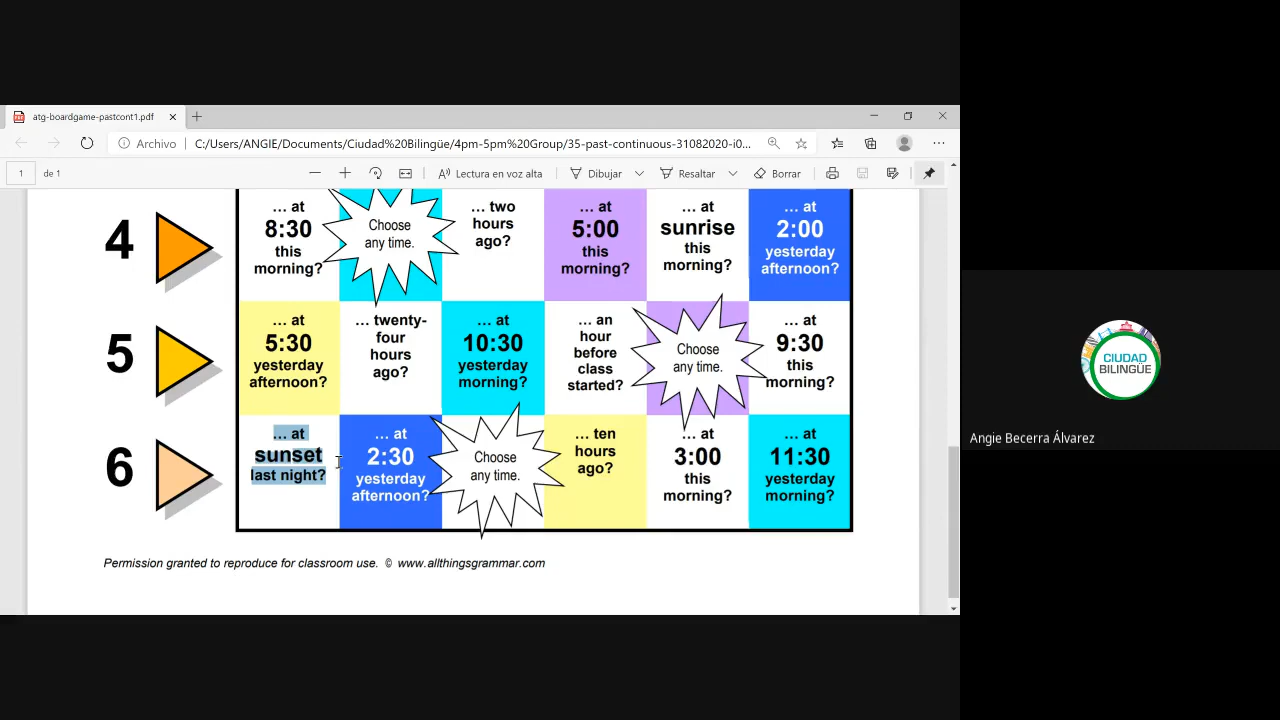 atg-boardgame-pastcont1.pdf
Archivo
C:/Users/ANGIE/Documents/Ciudad%20Bilingüe/4pm-5pm%20Group/35-past-continuous-31082020-i0...
1 de 1
Lectura en voz alta
Dibujar
Resaltar
Borrar
4
... at
8:30
this
morning?
Choose
any time.
... two
hours
ago?
... at
5:00
this
morning?
... at
sunrise
this
morning?
... at
2:00
yesterday
afternoon?
5
... at
5:30
yesterday
afternoon?
... twenty-
four
hours
ago?
... at
10:30
yesterday
morning?
... an
hour
before
class
started?
Choose
any time.
... at
9:30
this
morning?
6
... at
sunset
last night?
... at
2:30
yesterday
afternoon?
Choose
any time.
... ten
hours
ago?
... at
3:00
this
morning?
... at
11:30
yesterday
morning?
Permission granted to reproduce for classroom use. © www.allthingsgrammar.com
CIUDAD
BILINGÜE
Angie Becerra Álvarez